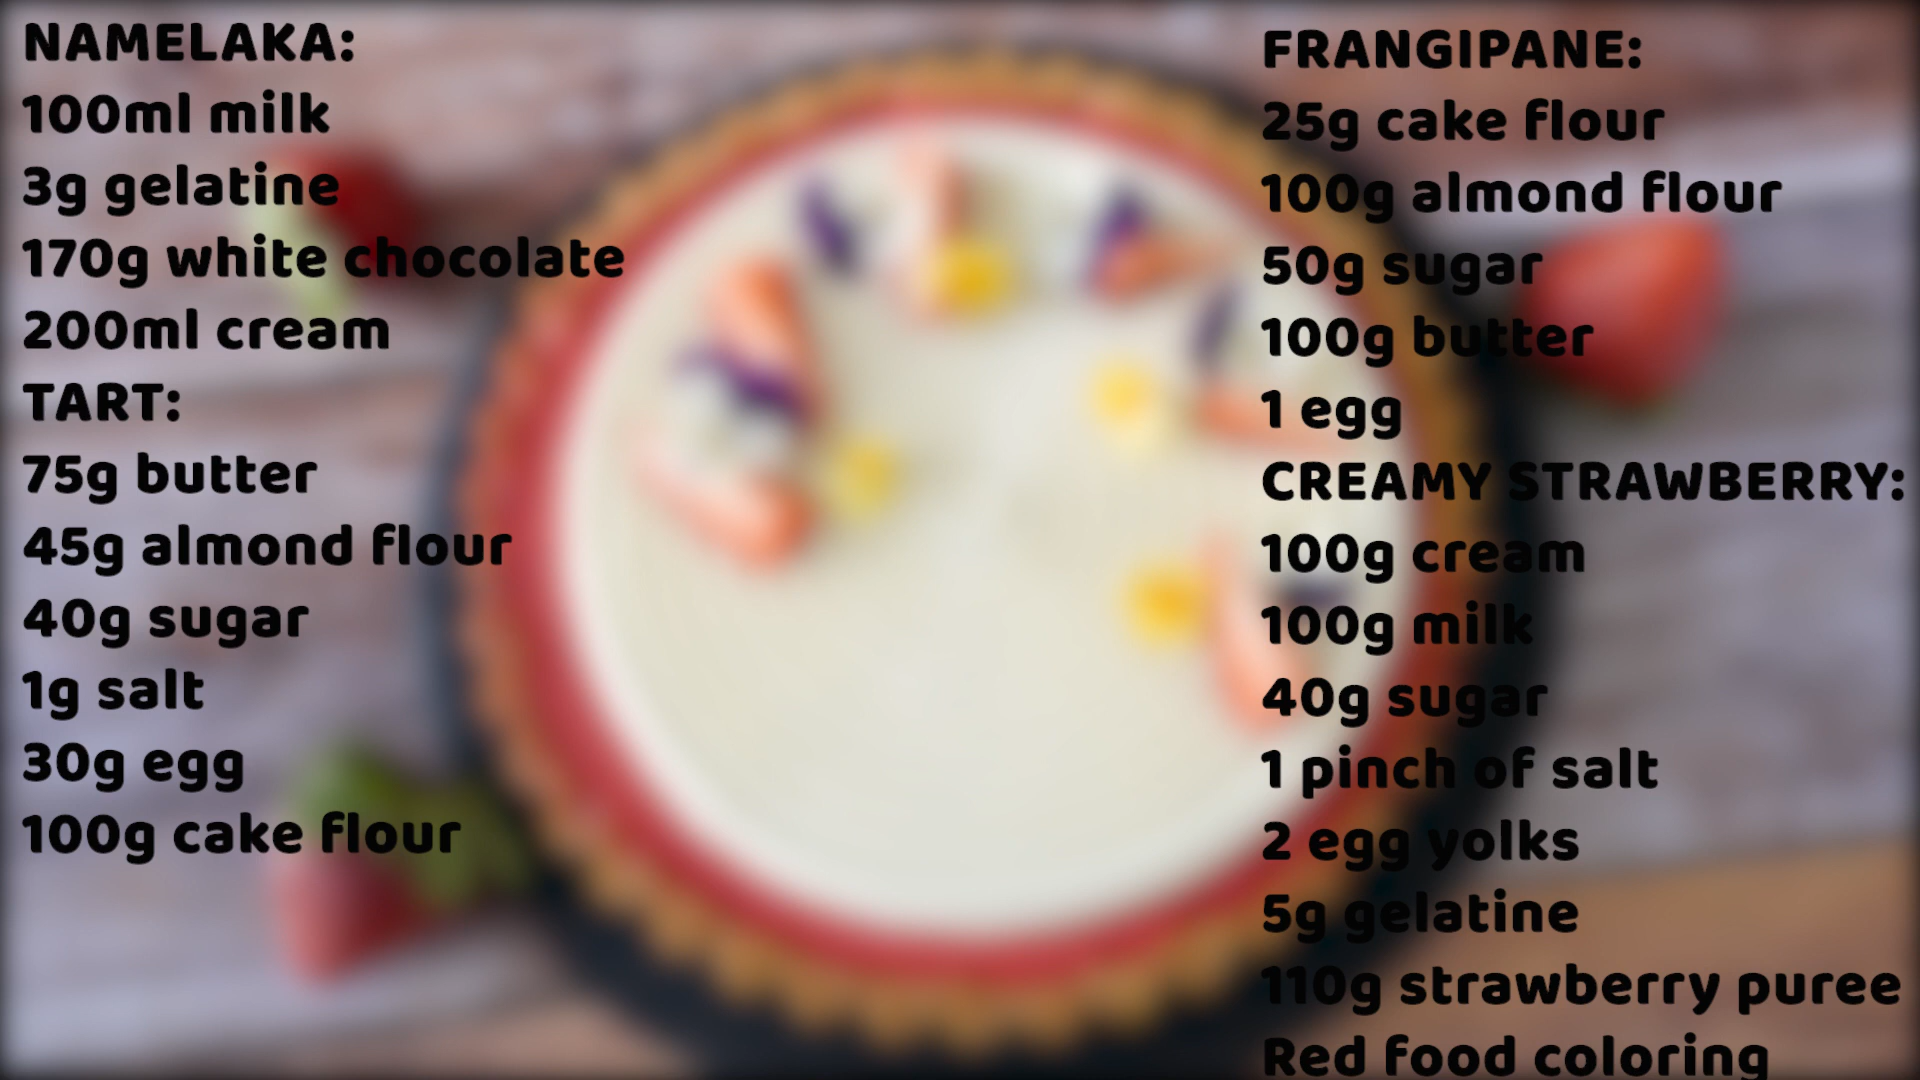 NAMELAKA:
100ml milk
3g gelatine
170g white chocolate
200ml cream
TART:
75g butter
45g almond flour
40g sugar
1g salt
30g egg
100g cake flour
FRANGIPANE:
25g cake flour
100g almond flour
50g sugar
100g butter
1 egg
CREAMY STRAWBERRY:
100g cream
100g milk
40g sugar
1 pinch of salt
2 egg yolks
5g gelatine
110g strawberry puree
Red food coloring